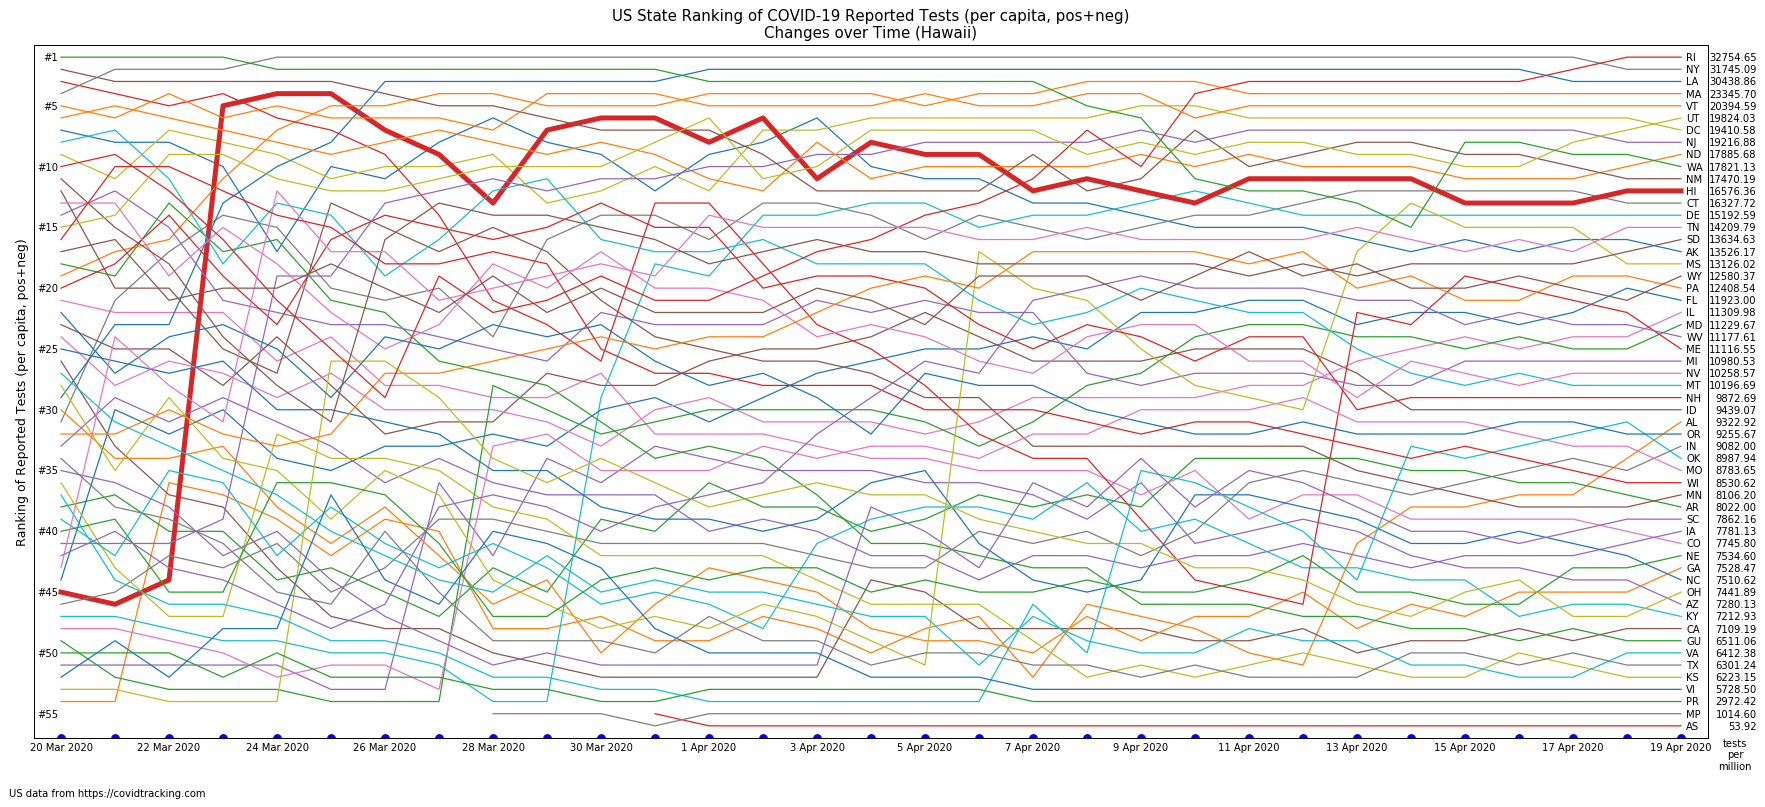 US State Ranking of COVID-19 Reported Tests (per capita, pos+neg)
Changes over Time (Hawaii)
Ranking of Reported Tests (per capita, pos+neg)
#1
#5
#10
#15
#20
#25
#30
#35
#40
#45
#50
#55
RI 32754.65
NY 31745.09
LA 30438.86
MA 23345.70
VT 20394.59
UT 19824.03
DC 19410.58
NJ 19216.88
ND 17885.68
WA 17821.13
NM 17470.19
HI 16576.36
CT 16327.72
DE 15192.59
TN 14209.79
SD 13634.63
AK 13526.17
MS 13126.02
WY 12580.37
PA 12408.54
FL 11923.00
IL 11309.98
MD 11229.67
WV 11177.61
ME 11116.55
MI 10980.53
NV 10258.57
MT 10196.69
NH 9872.69
ID 9439.07
AL 9322.92
OR 9255.67
IN 9082.00
OK 8987.94
MO 8783.65
WI 8530.62
MN 8106.20
AR 8022.00
SC 7862.16
IA 7781.13
CO 7745.80
NE 7534.60
GA 7528.47
NC 7510.62
OH 7441.89
AZ 7280.13
KY 7212.93
CA 7109.19
GU 6511.06
VA 6412.38
TX 6301.24
KS 6223.15
VI 5728.50
PR 2972.42
MP 1014.60
AS 53.92
20 Mar 2020 22 Mar 2020 24 Mar 2020 26 Mar 2020 28 Mar 2020 30 Mar 2020 1 Apr 2020 3 Apr 2020 5 Apr 2020 7 Apr 2020 9 Apr 2020 11 Apr 2020 13 Apr 2020 15 Apr 2020 17 Apr 2020 19 Apr 2020
tests
per
million
US data from https://covidtracking.com